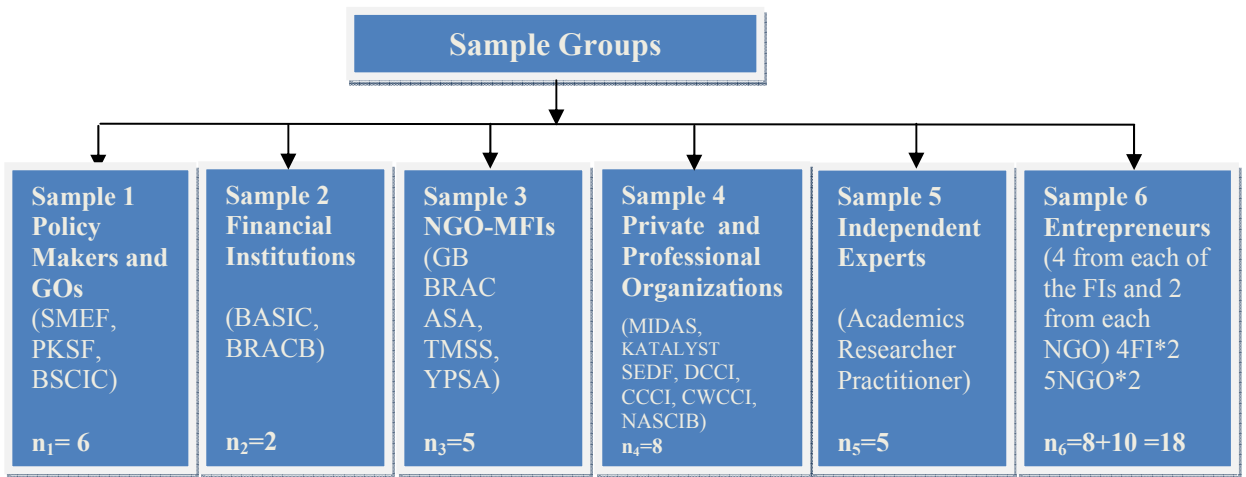 Sample Groups
Sample 1
Policy
Makers and
GOs
(SMEF,
PKSF,
BSCIC)
n₁= 6
Sample 2
Financial
Institutions
(BASIC,
BRACB)
n₂=2
Sample 3
NGO-MFIs
(GB
BRAC
ASA,
TMSS,
YPSA)
n₃=5
Sample 4
Private and
Professional
Organizations
(MIDAS,
KATALYST
SEDF, DCCI,
CCCI, CWCCI,
NASCIB)
n₄=8
Sample 5
Independent
Experts
(Academics
Researcher
Practitioner)
n₅=5
Sample 6
Entrepreneurs
(4 from each of
the FIs and 2
from each
NGO) 4FI*2
5NGO*2
n₆=8+10 =18